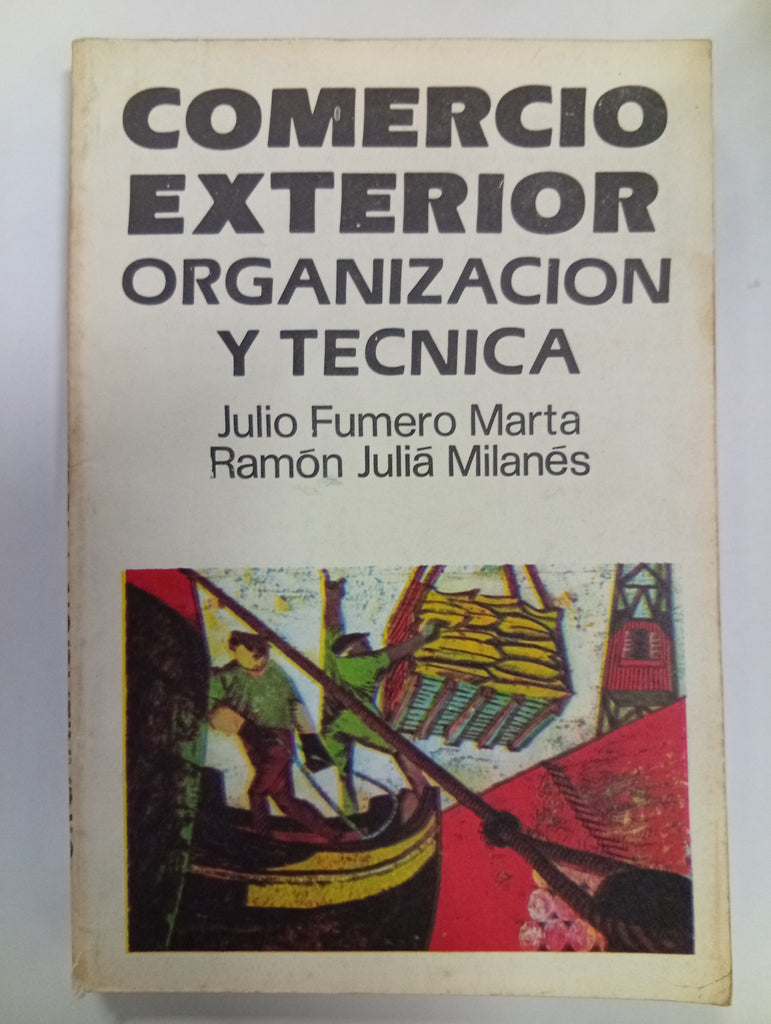 COMERCIO
EXTERIOR
ORGANIZACION
Y TECNICA
Julio Fumero Marta
Ramón Juliá Milanés